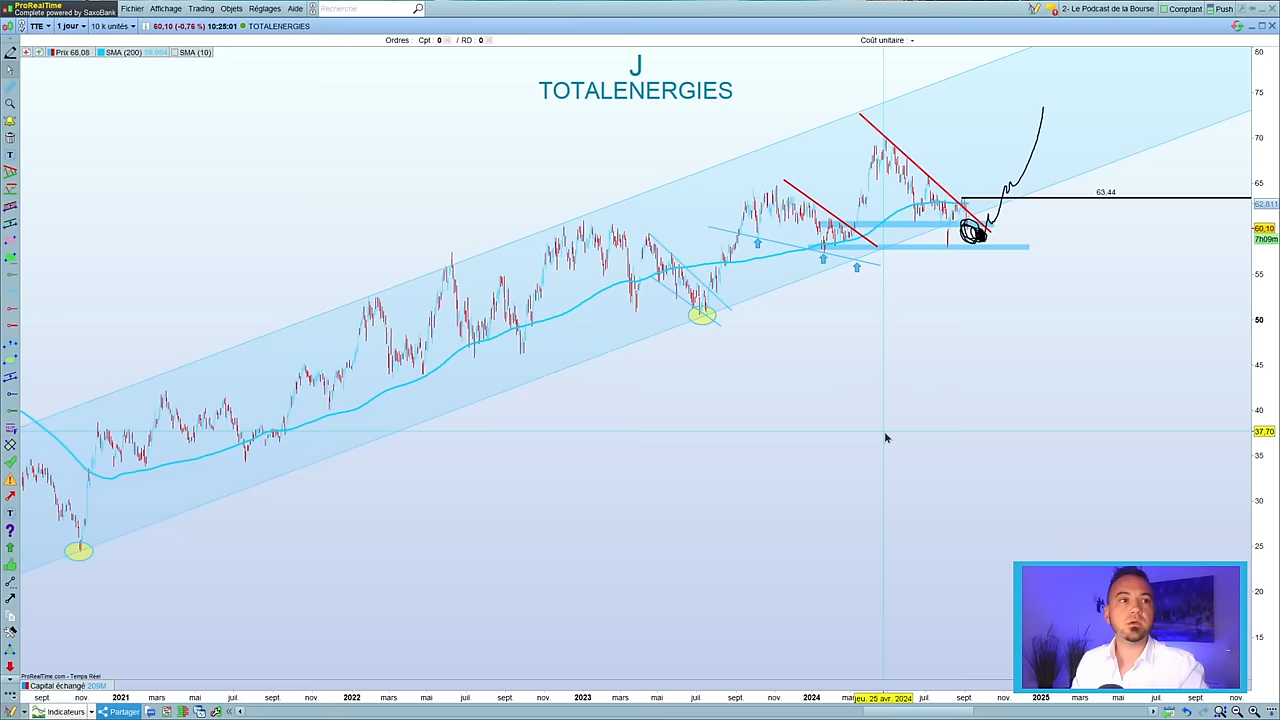 ProRealTime
Complete powered by SaxoBank
Fichier Affichage Trading Objets Réglages Aide Recherche
2- Le Podcast de la Bourse Comptant Push
TTE 1 jour 10 k unités 60,10 (-0,76 %) 10:25:01 TOTALENERGIES
Ordres : Cpt 0 / RD : 0 Coût unitaire : -
Prix 68,08 SMA (200) SMA (10)
J
TOTALENERGIES
80
75
70
65
63,44
62,811
60,10
7h09m
55
50
45
40
37,70
35
30
25
20
15
ProRealTime.com - Temps Réel
Capital échangé 209M
sept. nov. 2021 mars mai juil. sept. nov. 2022 mars mai juil. sept. nov. 2023 mars mai juil. sept. nov. 2024 jeu. 25 avr. 2024 juil. sept nov. 2025 mars mai juil. sept. nov.
Indicateurs Partager